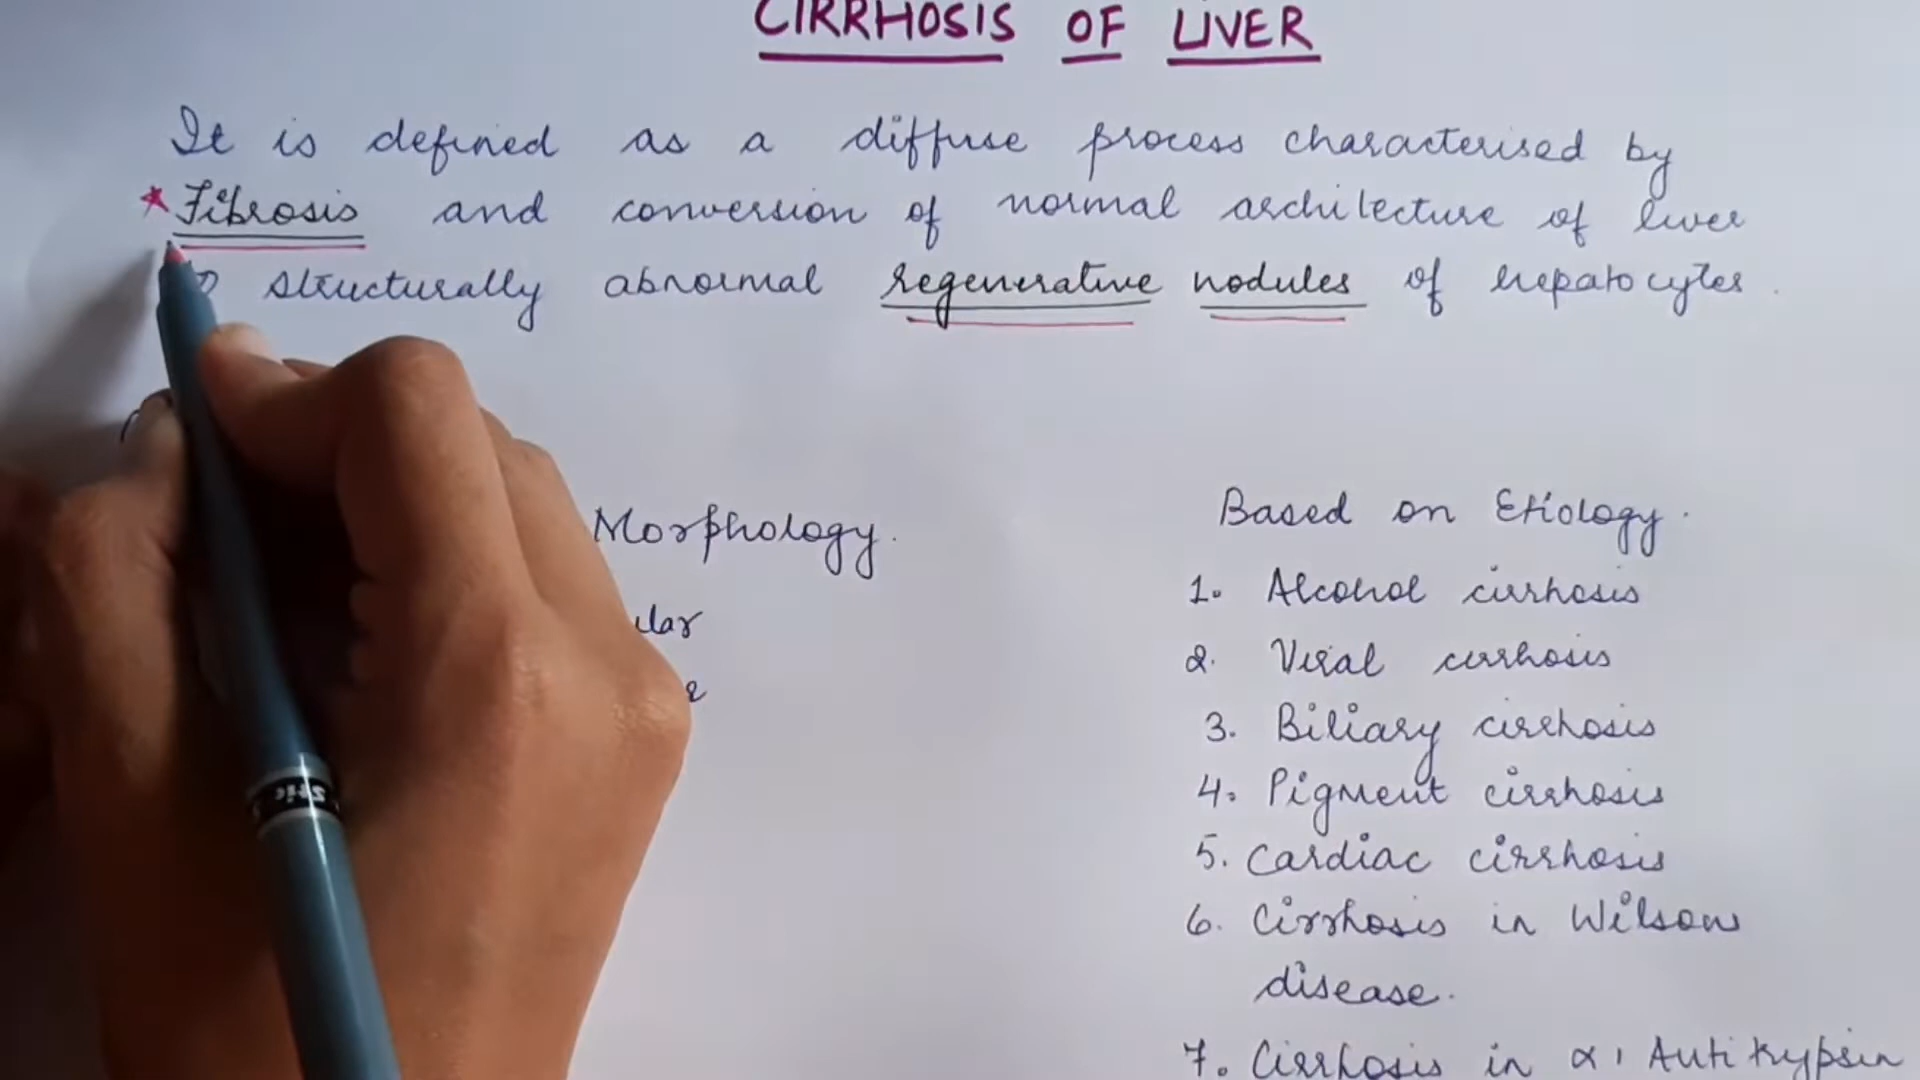 CIRRHOSIS OF LIVER
It is defined as a diffuse process characterised by
* Fibrosis and conversion of normal architecture of liver
structurally abnormal regenerative nodules of hepatocytes.
Morphology.
Based on Etiology.
1. Alcohol cirrhosis
2. Viral cirrhosis
3. Biliary cirrhosis
4. Pigment cirrhosis
5. Cardiac cirrhosis
6. Cirrhosis in Wilson
disease.
7. Cirrhosis in α1 Antitrypsin